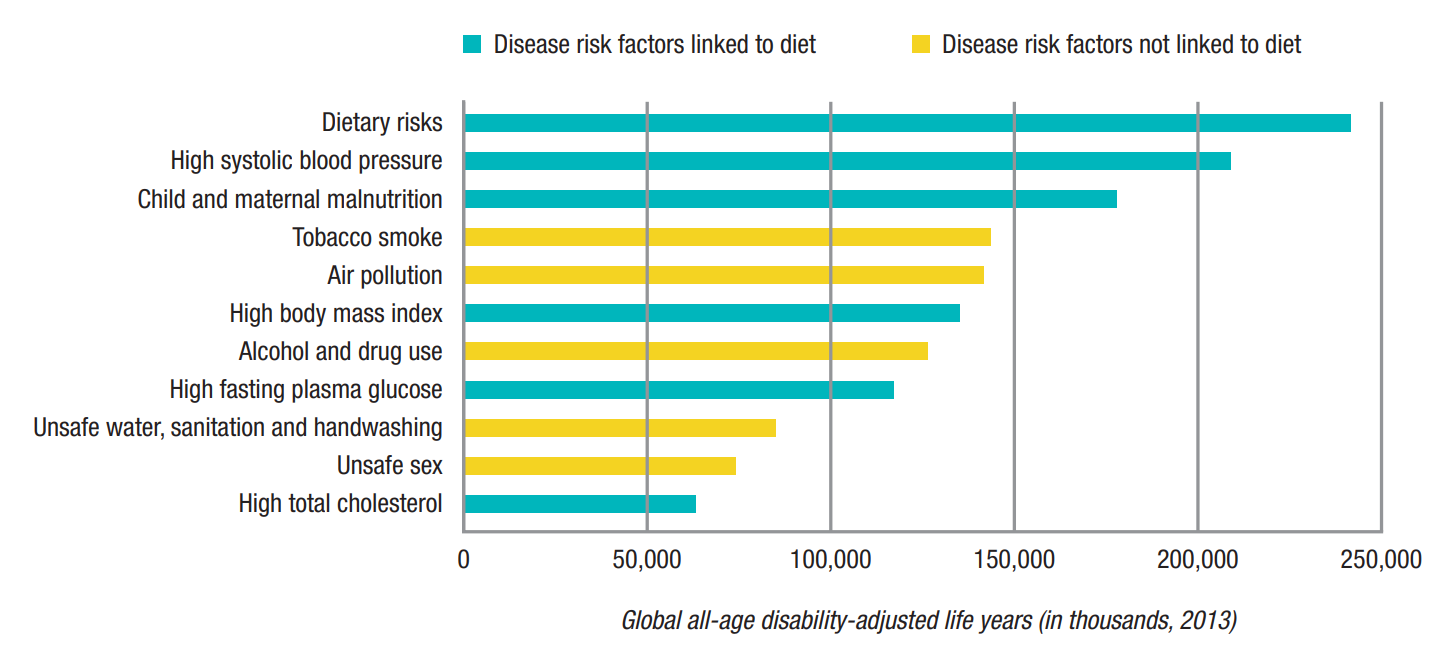 Disease risk factors linked to diet
Disease risk factors not linked to diet
Dietary risks
High systolic blood pressure
Child and maternal malnutrition
Tobacco smoke
Air pollution
High body mass index
Alcohol and drug use
High fasting plasma glucose
Unsafe water, sanitation and handwashing
Unsafe sex
High total cholesterol
0 50,000 100,000 150,000 200,000 250,000
Global all-age disability-adjusted life years (in thousands, 2013)